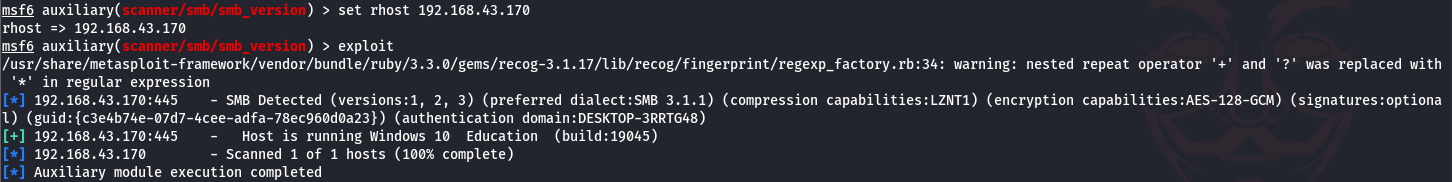 msf6 auxiliary(scanner/smb/smb_version) > set rhost 192.168.43.170
rhost => 192.168.43.170
msf6 auxiliary(scanner/smb/smb_version) > exploit
/usr/share/metasploit-framework/vendor/bundle/ruby/3.3.0/gems/recog-3.1.17/lib/recog/fingerprint/regexp_factory.rb:34: warning: nested repeat operator '+' and '?' was replaced with
 '*' in regular expression
[*] 192.168.43.170:445    - SMB Detected (versions:1, 2, 3) (preferred dialect:SMB 3.1.1) (compression capabilities:LZNT1) (encryption capabilities:AES-128-GCM) (signatures:optiona
l) (guid:{c3e4b74e-07d7-4cee-adfa-78ec960d0a23}) (authentication domain:DESKTOP-3RRTG48)
[+] 192.168.43.170:445    -   Host is running Windows 10  Education  (build:19045)
[*] 192.168.43.170        - Scanned 1 of 1 hosts (100% complete)
[*] Auxiliary module execution completed